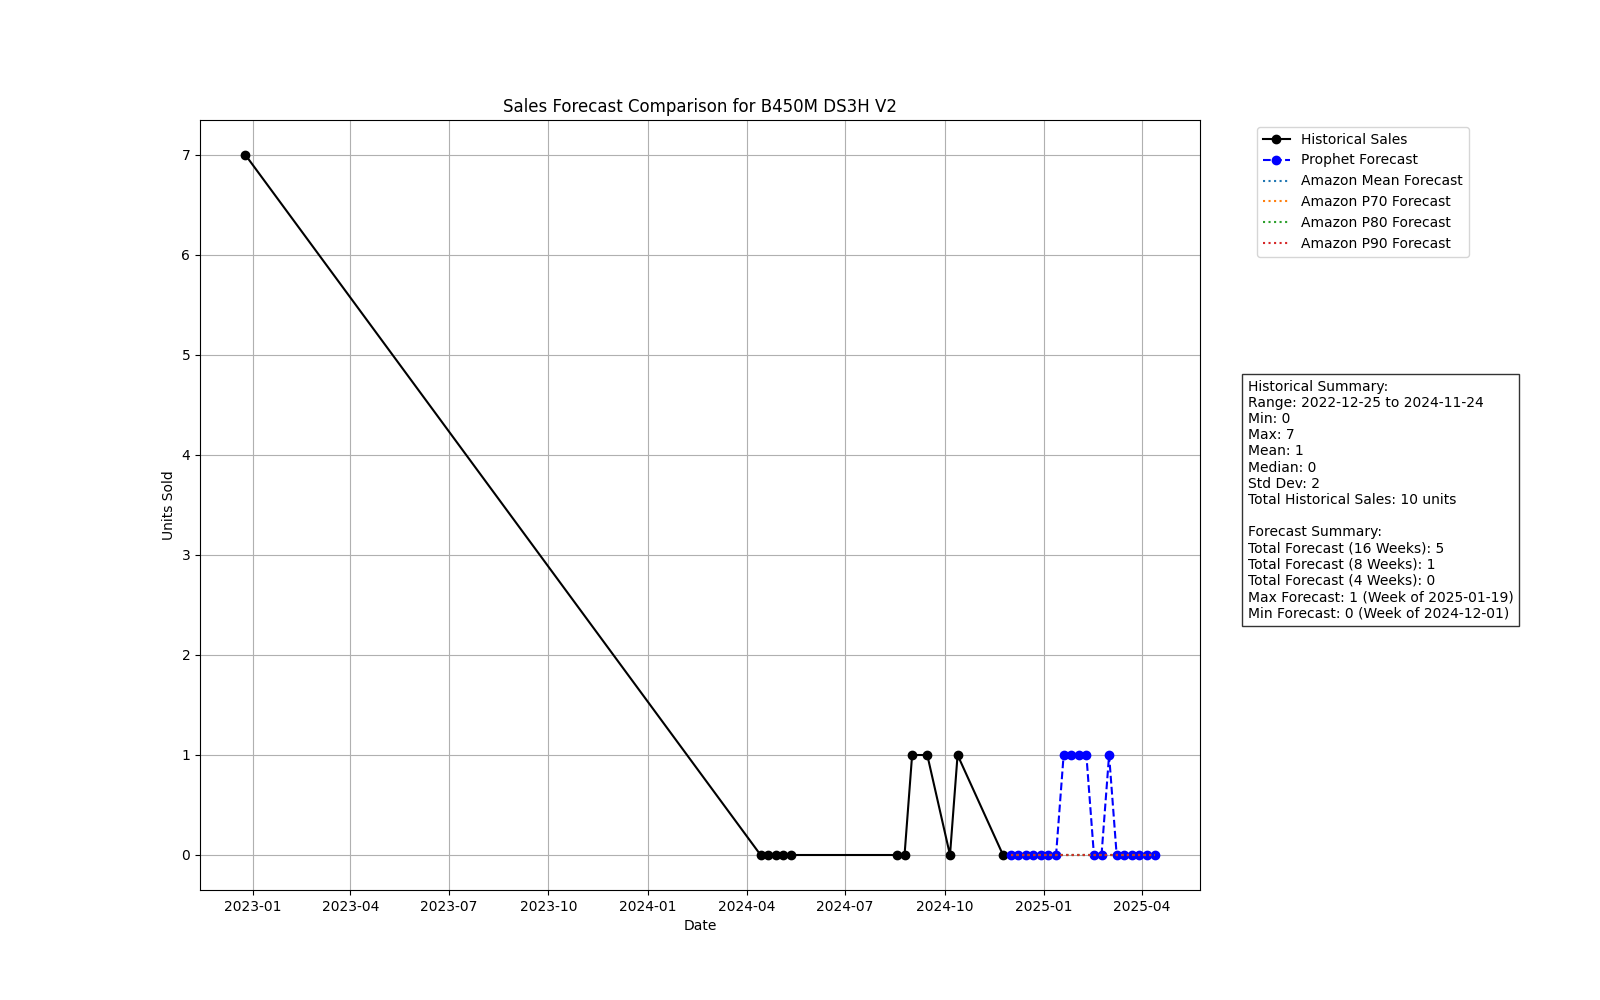 Sales Forecast Comparison for B450M DS3H V2
Historical Sales
Prophet Forecast
Amazon Mean Forecast
Amazon P70 Forecast
Amazon P80 Forecast
Amazon P90 Forecast
7
6
5
4
3
2
1
0
Units Sold
2023-01
2023-04
2023-07
2023-10
2024-01
2024-04
2024-07
2024-10
2025-01
2025-04
Date
Historical Summary:
Range: 2022-12-25 to 2024-11-24
Min: 0
Max: 7
Mean: 1
Median: 0
Std Dev: 2
Total Historical Sales: 10 units
Forecast Summary:
Total Forecast (16 Weeks): 5
Total Forecast (8 Weeks): 1
Total Forecast (4 Weeks): 0
Max Forecast: 1 (Week of 2025-01-19)
Min Forecast: 0 (Week of 2024-12-01)